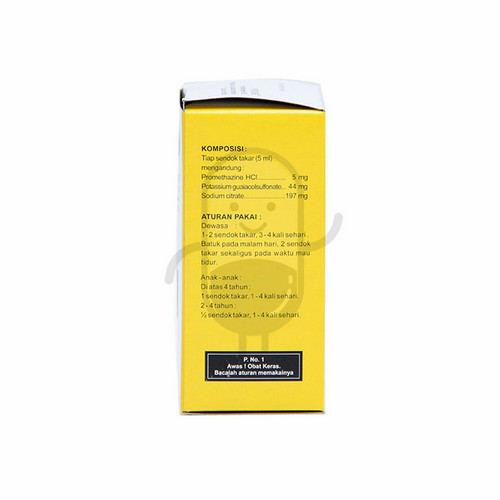 KOMPOSISI :
Tiap sendok takar (5 ml)
mengandung :
Promethazine HCl............. 5 mg
Potassium guaiacolsulfonate... 44 mg
Sodium citrate.................. 197 mg
ATURAN PAKAI :
Dewasa :
1 - 2 sendok takar, 3 - 4 kali sehari.
Batuk pada malam hari, 2 sendok
takar sekaligus pada waktu mau
tidur.
Anak - anak :
Di atas 4 tahun :
1 sendok takar, 1 - 4 kali sehari.
2 - 4 tahun :
½ sendok takar, 1 - 4 kali sehari.
P. No. 1
Awas ! Obat Keras.
Bacalah aturan memakainya